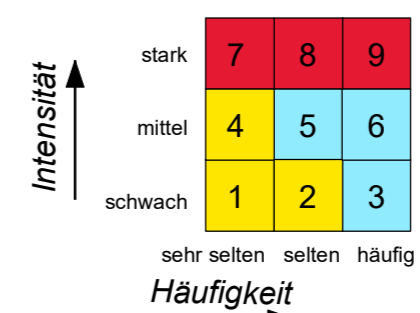 Intensität
stark 7 8 9
mittel 4 5 6
schwach 1 2 3
sehr selten selten häufig
Häufigkeit